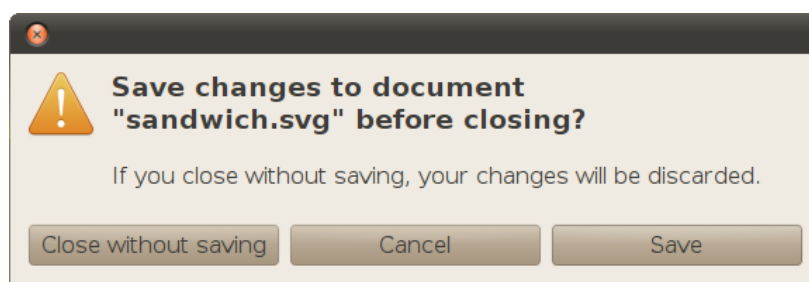 Save changes to document
"sandwich.svg" before closing?
If you close without saving, your changes will be discarded.
Close without saving
Cancel
Save